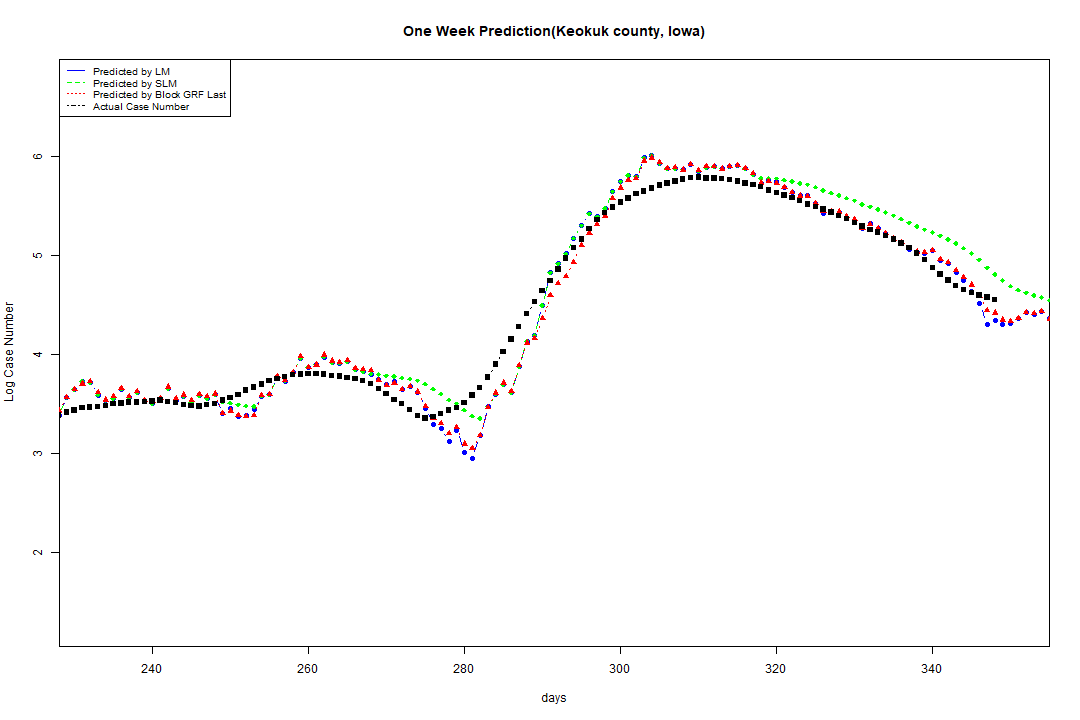 One Week Prediction(Keokuk county, Iowa)
Predicted by LM
Predicted by SLM
Predicted by Block GRF Last
Actual Case Number
6
5
4
3
2
Log Case Number
240 260 280 300 320 340
days